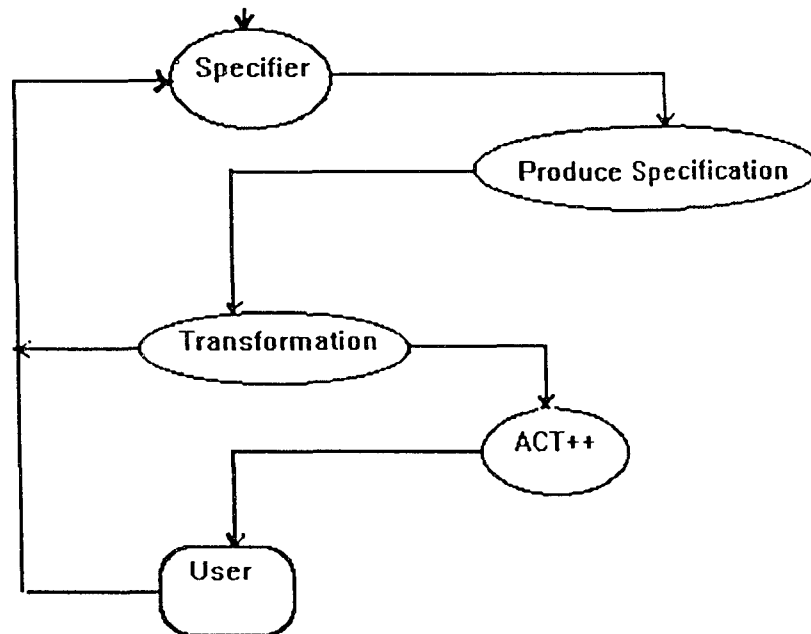 Specifier
Produce Specification
Transformation
ACT++
User